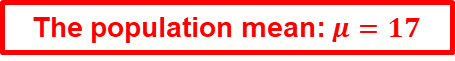 The population mean: 𝝁 = 𝟏𝟕